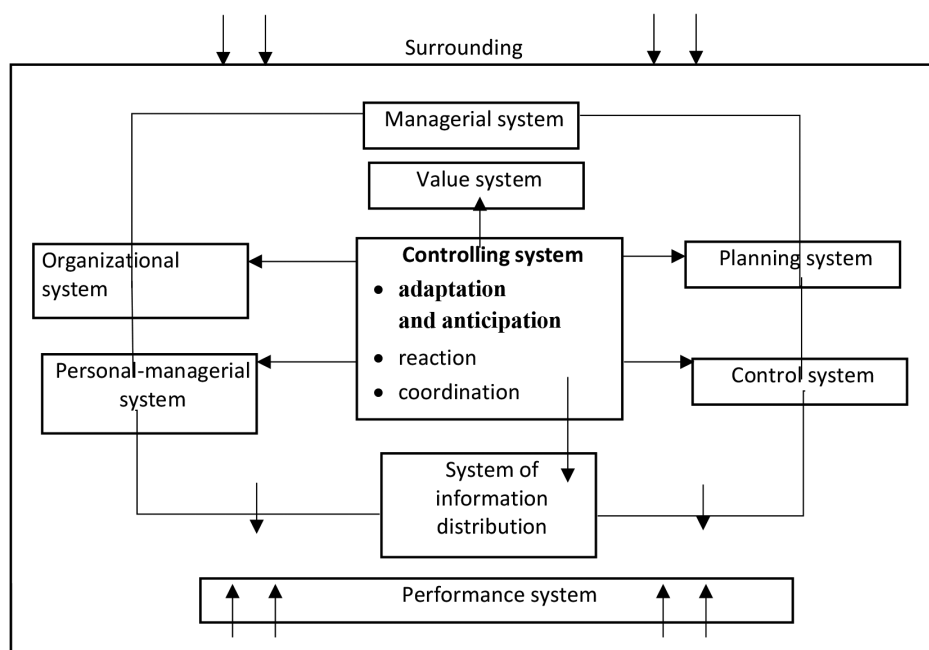 Surrounding
Managerial system
Value system
Organizational
system
Controlling system
• adaptation
and anticipation
• reaction
• coordination
Planning system
Personal-managerial
system
Control system
System of
information
distribution
Performance system